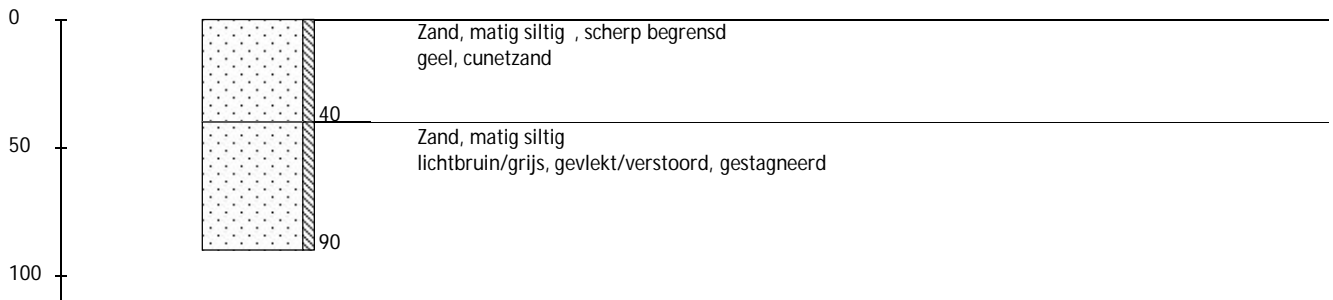 0
Zand, matig siltig , scherp begrensd
geel, cunetzand
40
50
Zand, matig siltig
lichtbruin/grijs, gevlekt/verstoord, gestagneerd
90
100